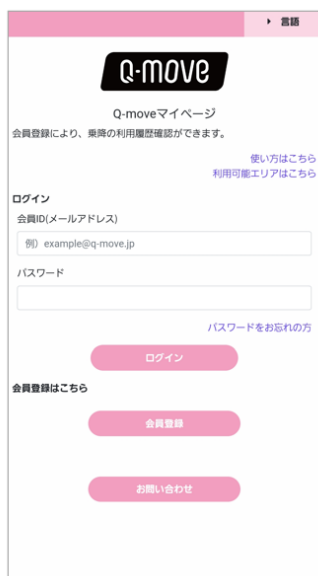 言語
Q-move
Q-moveマイページ
会員登録により、乗降の利用履歴確認ができます。
使い方はこちら
利用可能エリアはこちら
ログイン
会員ID(メールアドレス)
例）example@q-move.jp
パスワード
パスワードをお忘れの方
ログイン
会員登録はこちら
会員登録
お問い合わせ